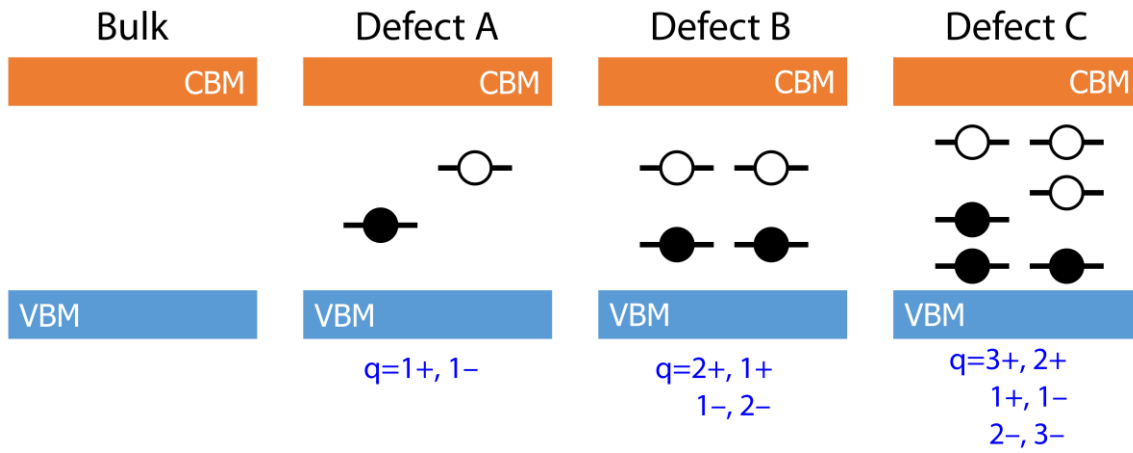 Bulk
Defect A
Defect B
Defect C
CBM
CBM
CBM
CBM
VBM
VBM
VBM
VBM
q=1+, 1–
q=2+, 1+
1–, 2–
q=3+, 2+
1+, 1–
2–, 3–